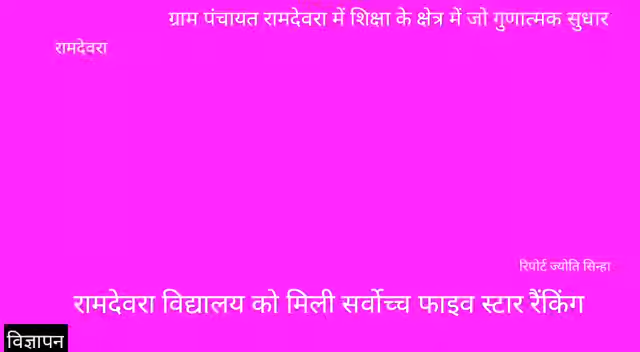 ग्राम पंचायत रामदेवरा में शिक्षा के क्षेत्र में जो गुणात्मक सुधार
रामदेवरा
रिपोर्ट ज्योति सिन्हा
रामदेवरा विद्यालय को मिली सर्वोच्च फाइव स्टार रैंकिंग
विज्ञापन